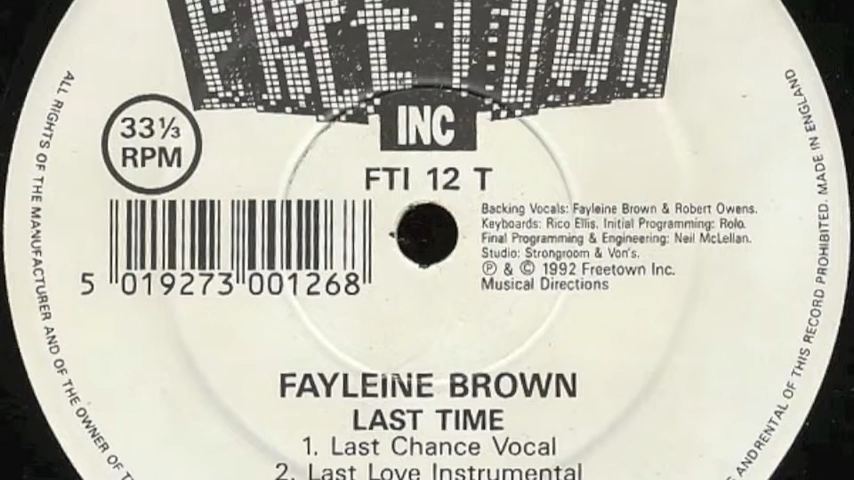 FREETOWN
INC
33⅓
RPM
FTI 12 T
5 019273 001268
Backing Vocals: Fayleine Brown & Robert Owens.
Keyboards: Rico Ellis. Initial Programming: Rolo.
Final Programming & Engineering: Neil McLellan.
Studio: Strongroom & Von's.
℗ & © 1992 Freetown Inc.
Musical Directions
FAYLEINE BROWN
LAST TIME
1. Last Chance Vocal
2. Last Love Instrumental
ALL RIGHTS OF THE MANUFACTURER AND OF THE OWNER OF
AND RENTAL OF THIS RECORD PROHIBITED. MADE IN ENGLAND